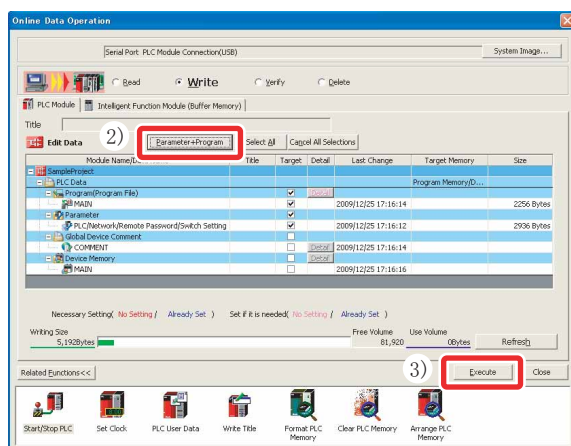 Online Data Operation
Serial Port PLC Module Connection(USB)
System Image...
Read Write Verify Delete
PLC Module Intelligent Function Module (Buffer Memory)
Title
2)
Edit Data Parameter+Program Select All Cancel All Selections
Module Name/D Title Target Detail Last Change Target Memory Size
SampleProject
PLC Data Program Memory/D...
Program(Program File) Detail
MAIN 2009/12/25 17:16:14 2256 Bytes
Parameter
PLC/Network/Remote Password/Switch Setting 2009/12/25 17:16:12 2936 Bytes
Global Device Comment
COMMENT Detail 2009/12/25 17:16:14
Device Memory Detail
MAIN 2009/12/25 17:16:16
Necessary Setting( No Setting / Already Set ) Set if it is needed( No Setting / Already Set )
Writing Size Free Volume Use Volume
5,192Bytes 81,920 0Bytes Refresh
3)
Related Functions<< Execute Close
Start/Stop PLC Set Clock PLC User Data Write Title Format PLC Memory Clear PLC Memory Arrange PLC Memory